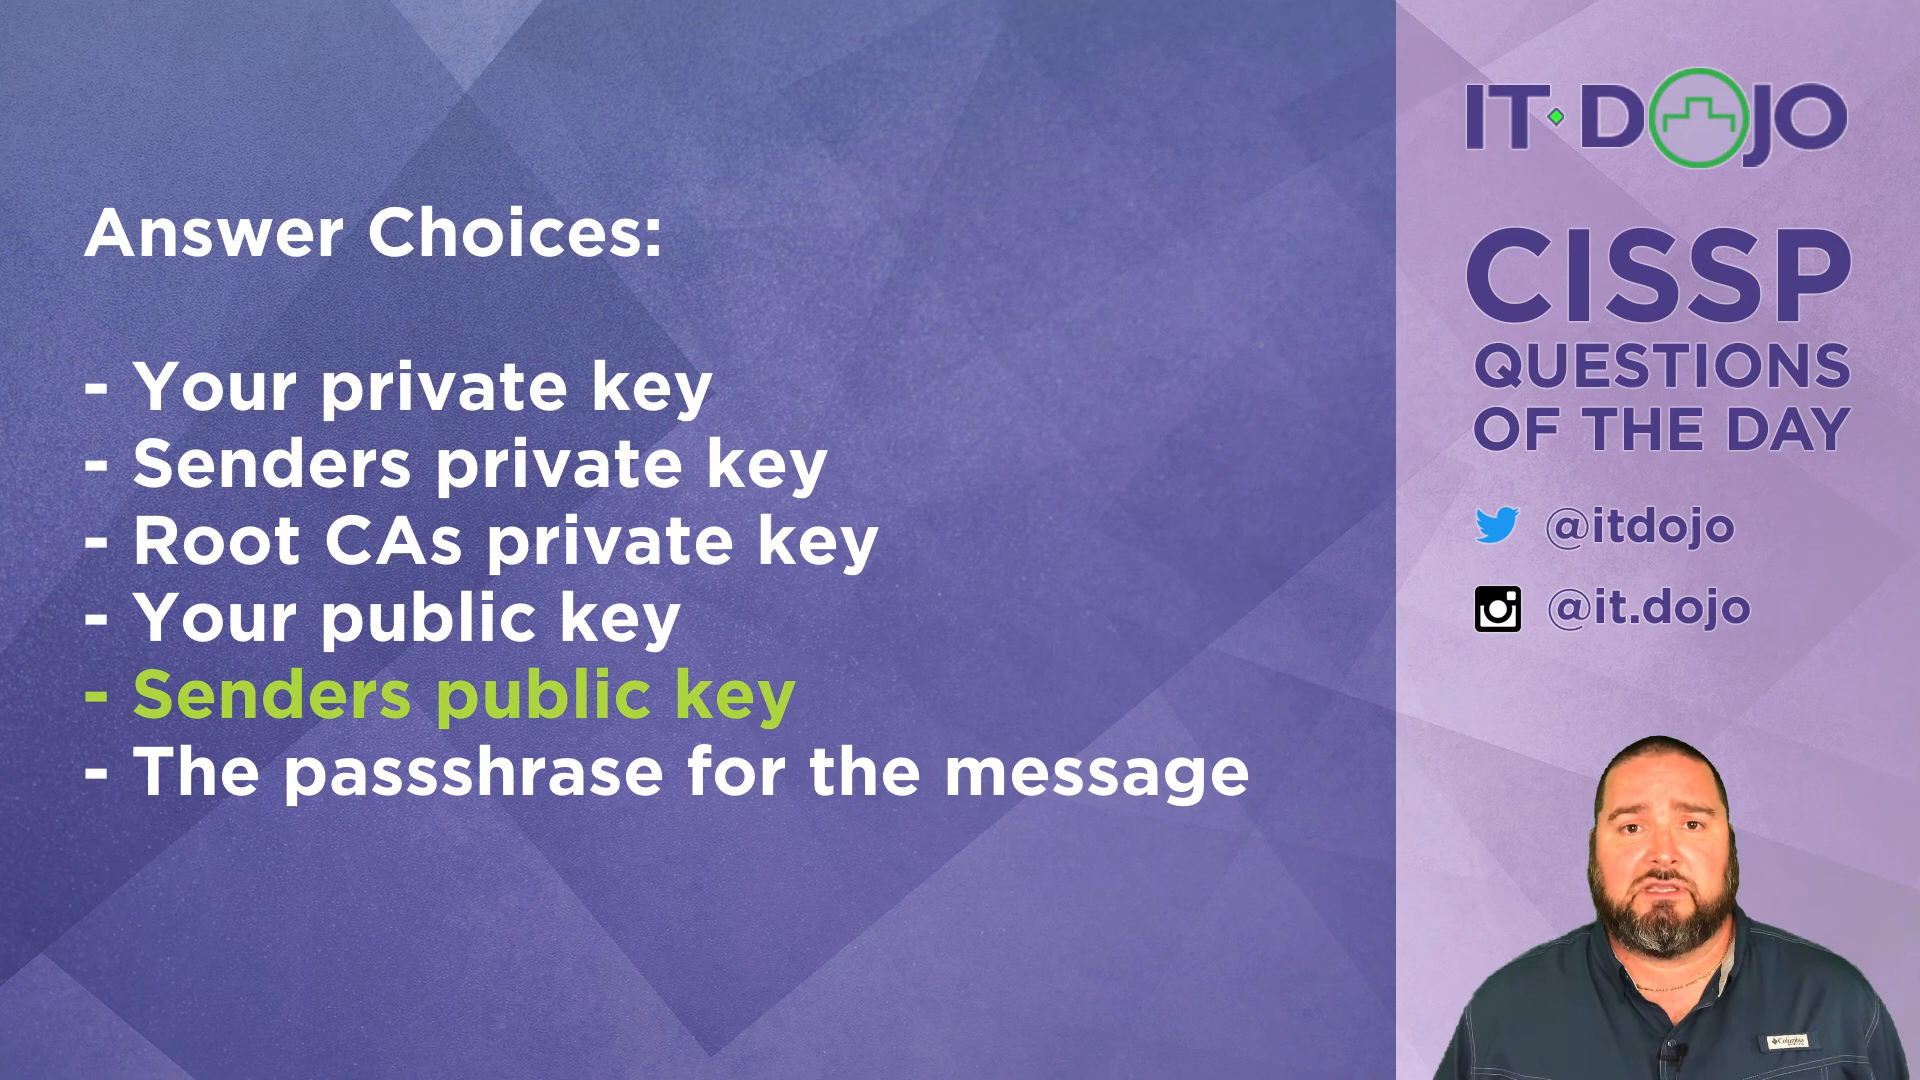 Answer Choices:
- Your private key
- Senders private key
- Root CAs private key
- Your public key
- Senders public key
- The passshrase for the message
IT DOJO
CISSP
QUESTIONS
OF THE DAY
@itdojo
@it.dojo
Columbia